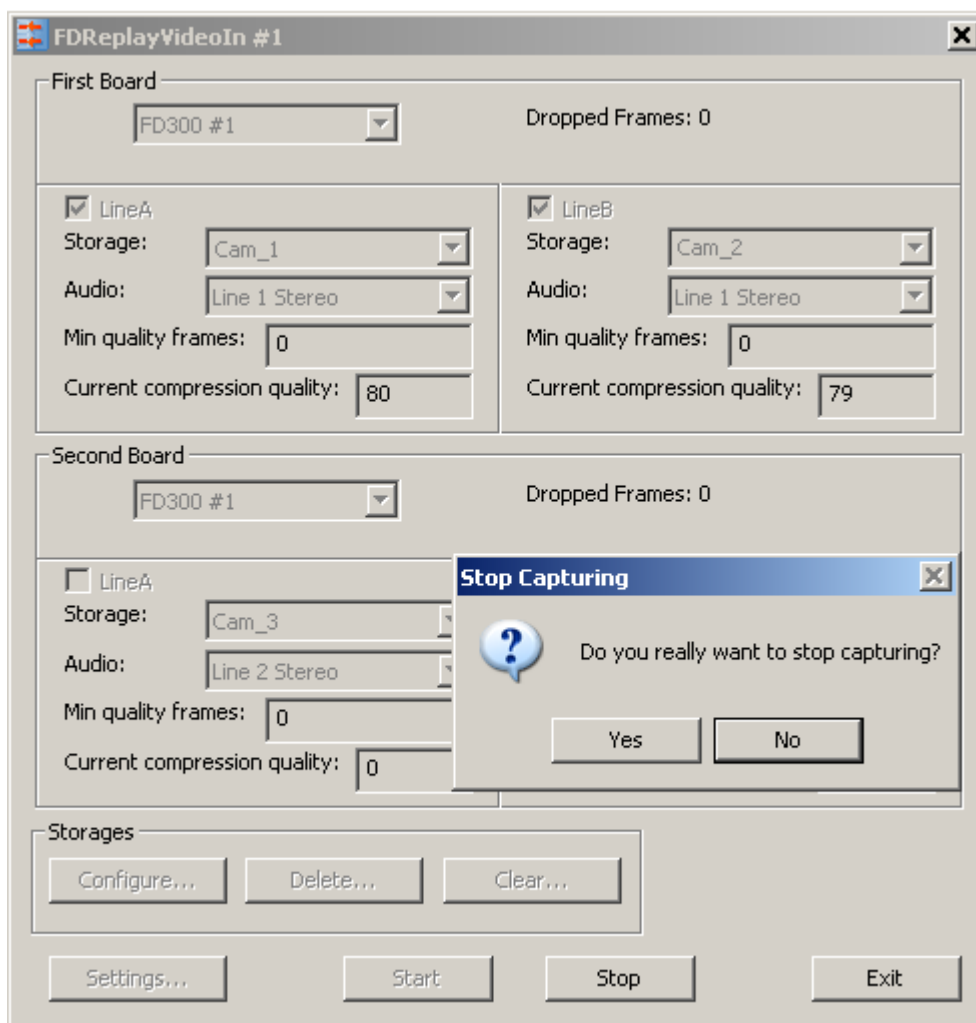 FDReplayVideoIn #1
First Board
FD300 #1
Dropped Frames: 0
LineA
Storage: Cam_1
Audio: Line 1 Stereo
Min quality frames: 0
Current compression quality: 80
LineB
Storage: Cam_2
Audio: Line 1 Stereo
Min quality frames: 0
Current compression quality: 79
Second Board
FD300 #1
Dropped Frames: 0
LineA
Storage: Cam_3
Audio: Line 2 Stereo
Min quality frames: 0
Current compression quality: 0
Stop Capturing
Do you really want to stop capturing?
Yes
No
Storages
Configure...
Delete...
Clear...
Settings...
Start
Stop
Exit